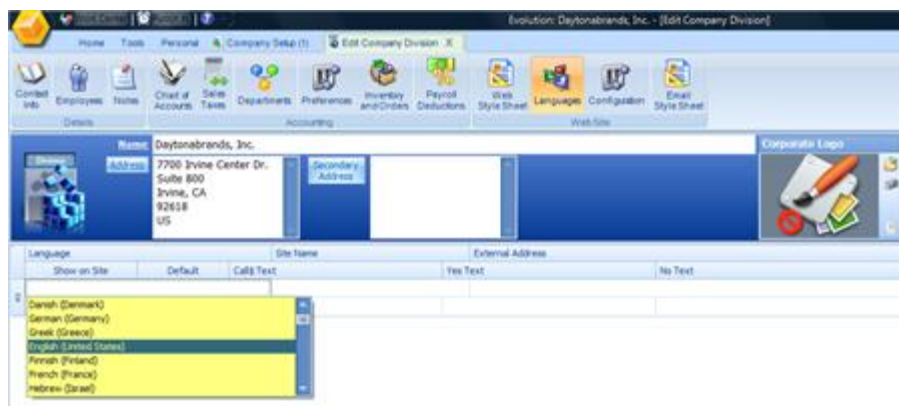 Evolution: Daytonabrands, Inc. - [Edit Company Division]
Home Tools Personal Company Setup (1) Edit Company Division X
Contact Info
Employees
Notes
Chart of Accounts
Sales Taxes
Departments
Preferences
Inventory and Orders
Payroll Deductions
Web Style Sheet
Languages
Configuration
Email Style Sheet
Details Accounting Web Site
Name Daytonabrands, Inc.
Corporate Logo
Division
Address
7700 Irvine Center Dr.
Suite 800
Irvine, CA
92618
US
Secondary Address
Language Site Name External Address
Show on Site Default Call$ Text Yes Text No Text
Danish (Denmark)
German (Germany)
Greek (Greece)
English (United States)
Finnish (Finland)
French (France)
Hebrew (Israel)